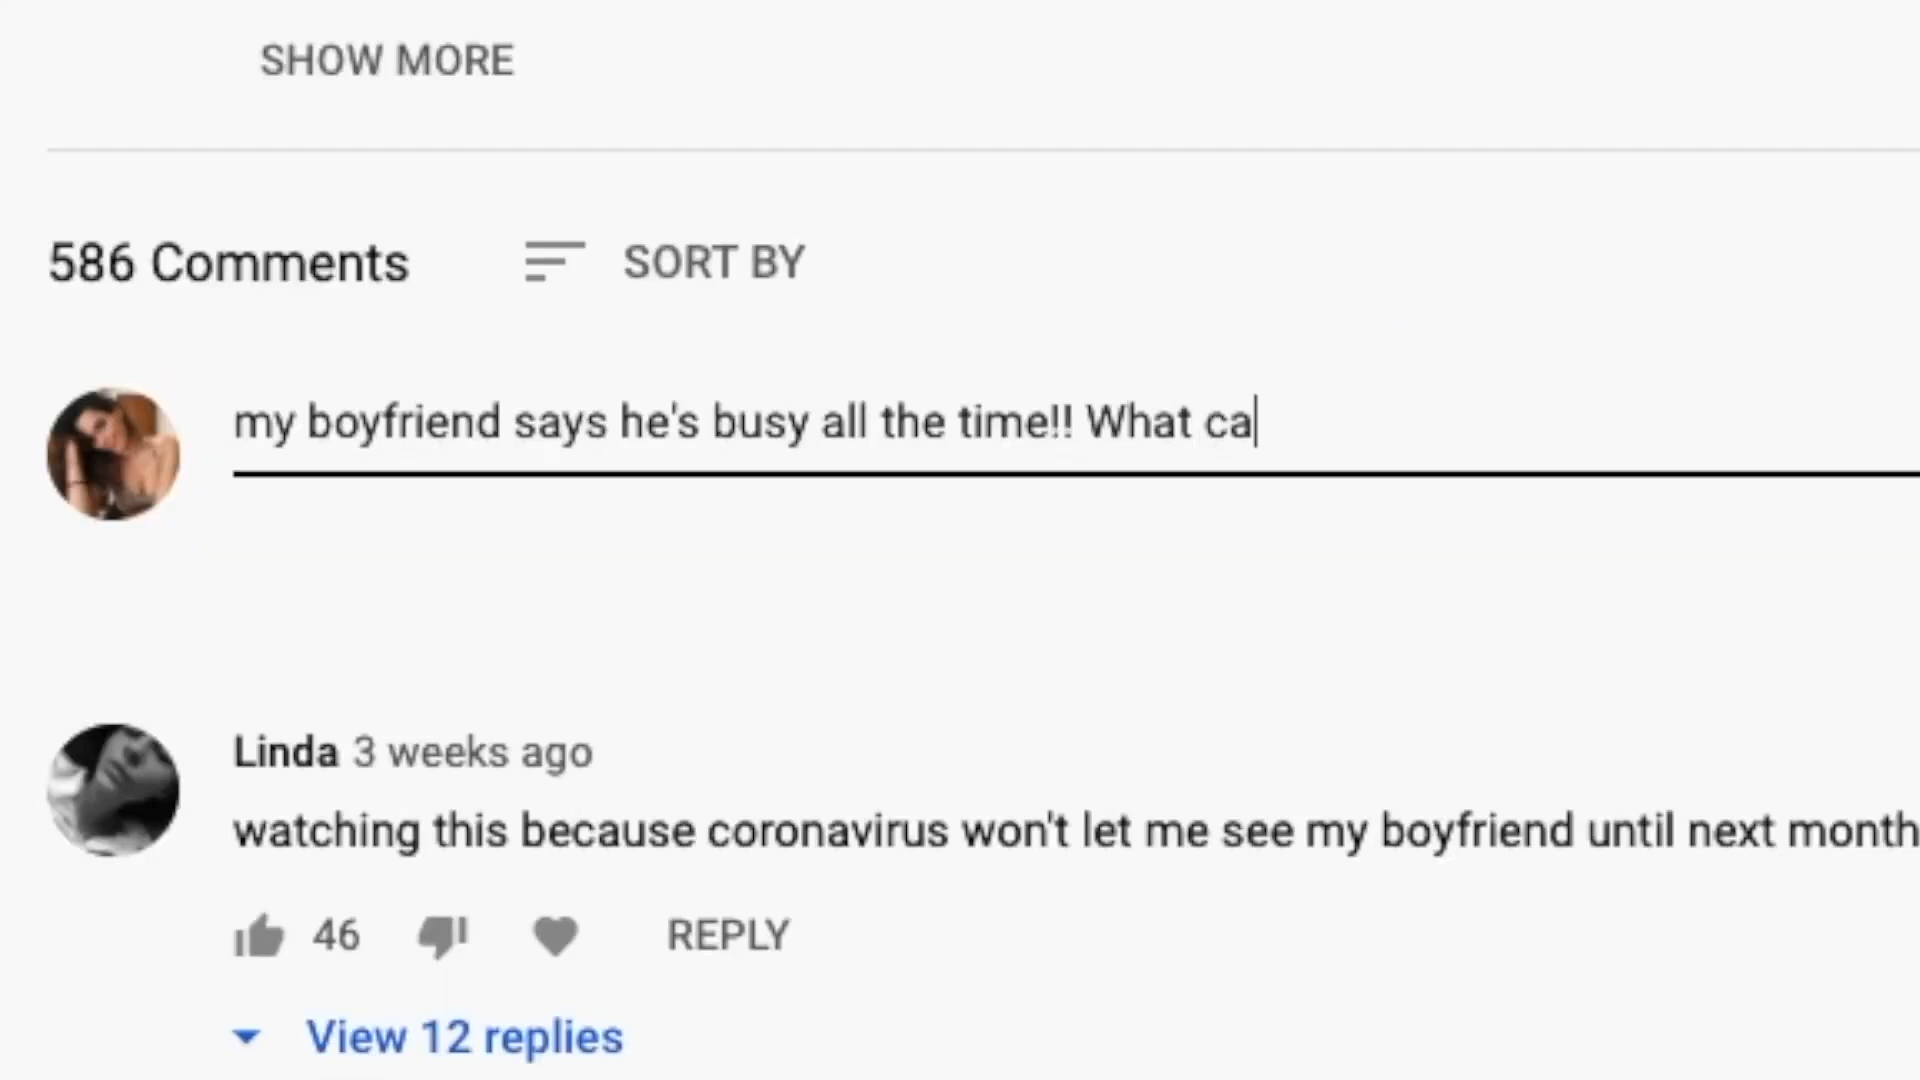 SHOW MORE
586 Comments SORT BY
my boyfriend says he's busy all the time!! What ca
Linda 3 weeks ago
watching this because coronavirus won't let me see my boyfriend until next month
46 REPLY
View 12 replies